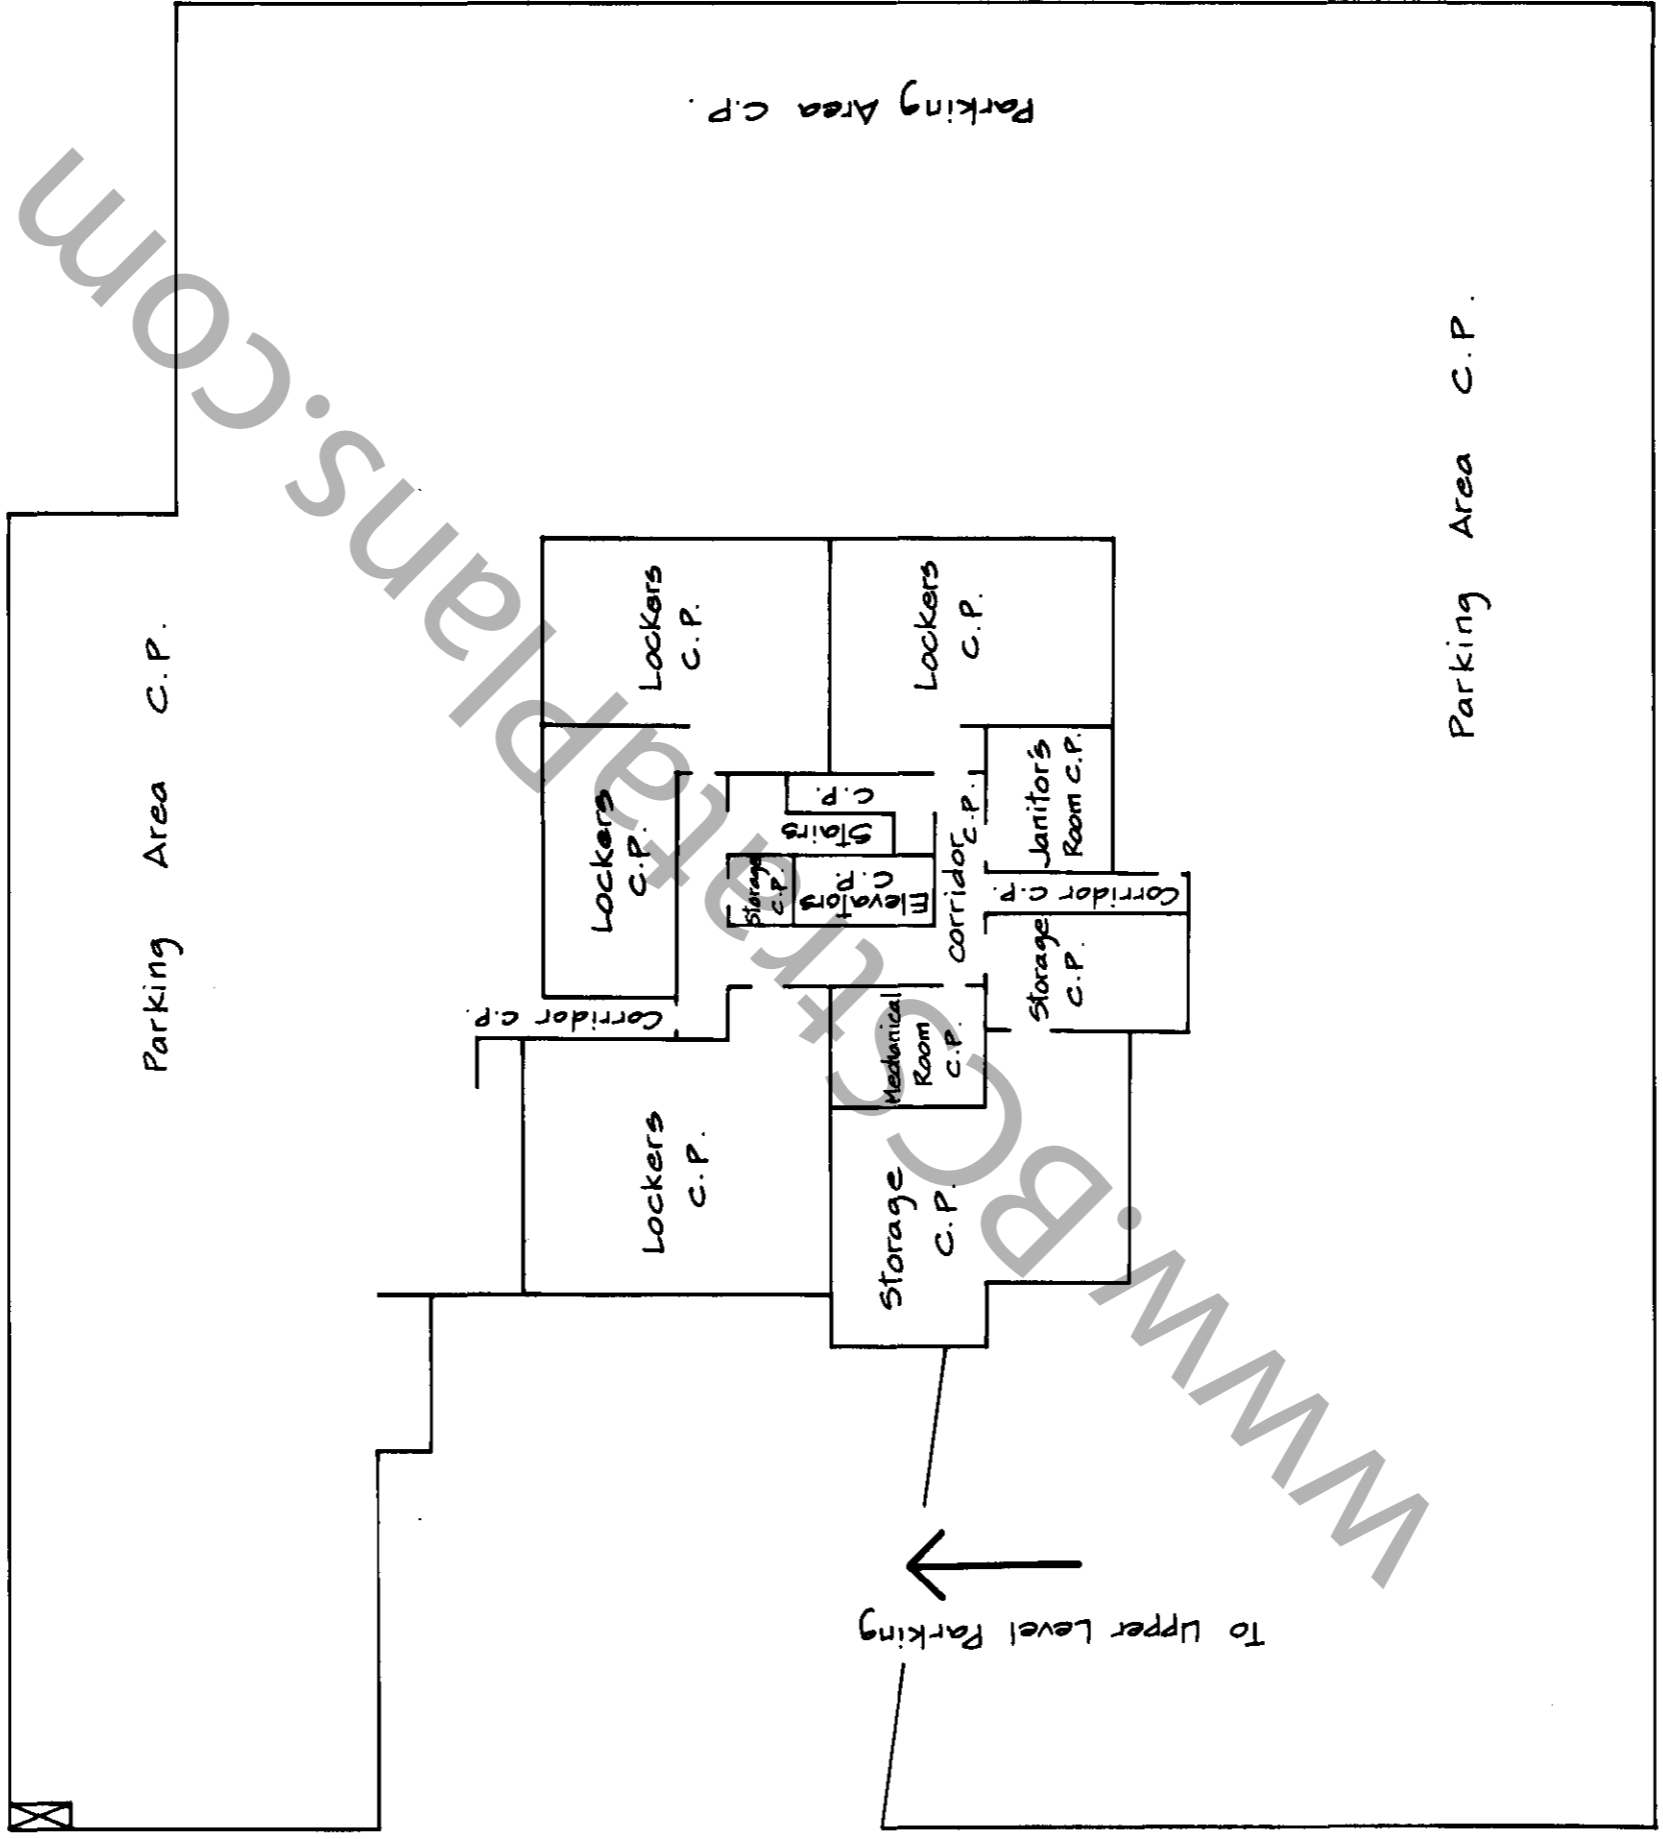 Parking Area C.P.
Parking Area C.P.
Parking Area C.P.
Lockers
C.P.
Lockers
C.P.
Lockers
C.P.
Janitor's
Room C.P.
C.P.
Stairs
Storage
C.P.
Elevators
C.P.
corridor
C.P.
Corridor C.P.
Storage
C.P.
Corridor C.P.
Mechanical
Room
C.P.
Lockers
C.P.
Storage
C.P.
To Upper Level Parking
www.BCStrataPlans.com